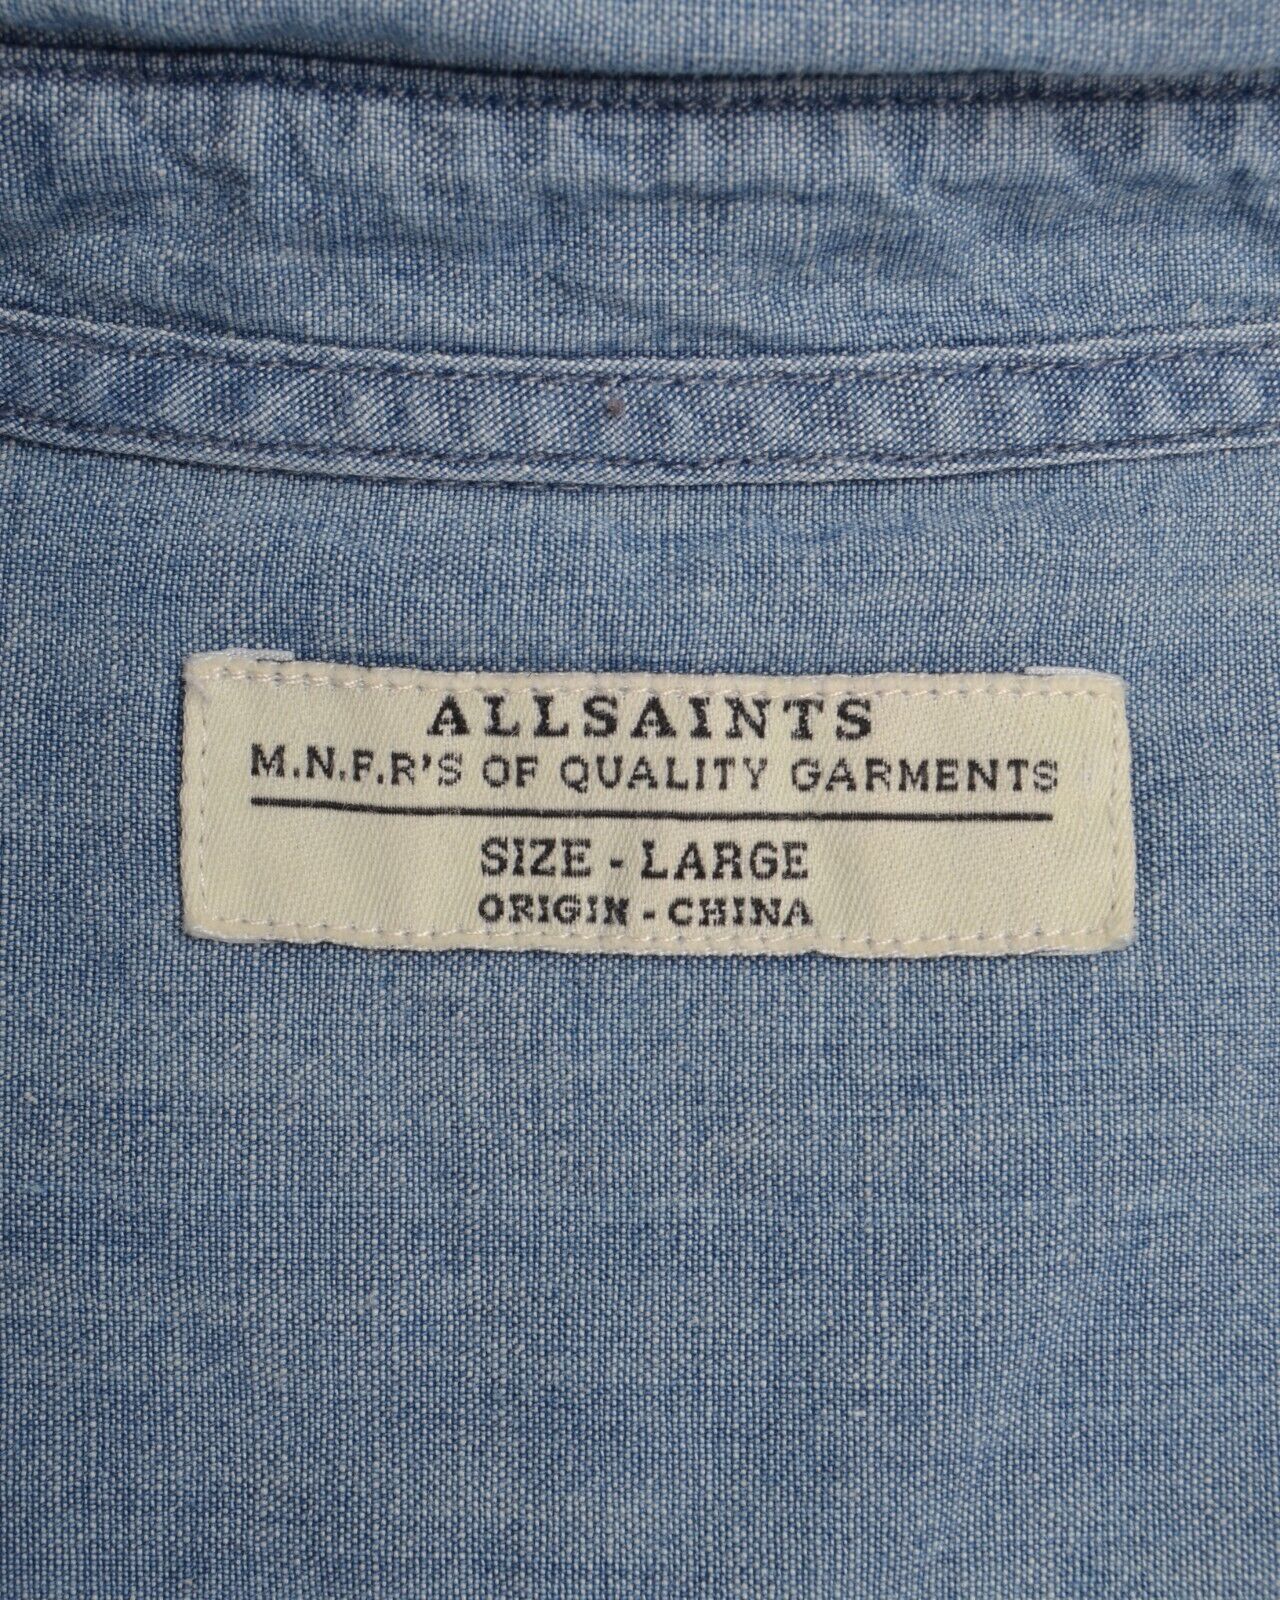 ALLSAINTS
M.N.F.R'S OF QUALITY GARMENTS
SIZE - LARGE
ORIGIN - CHINA